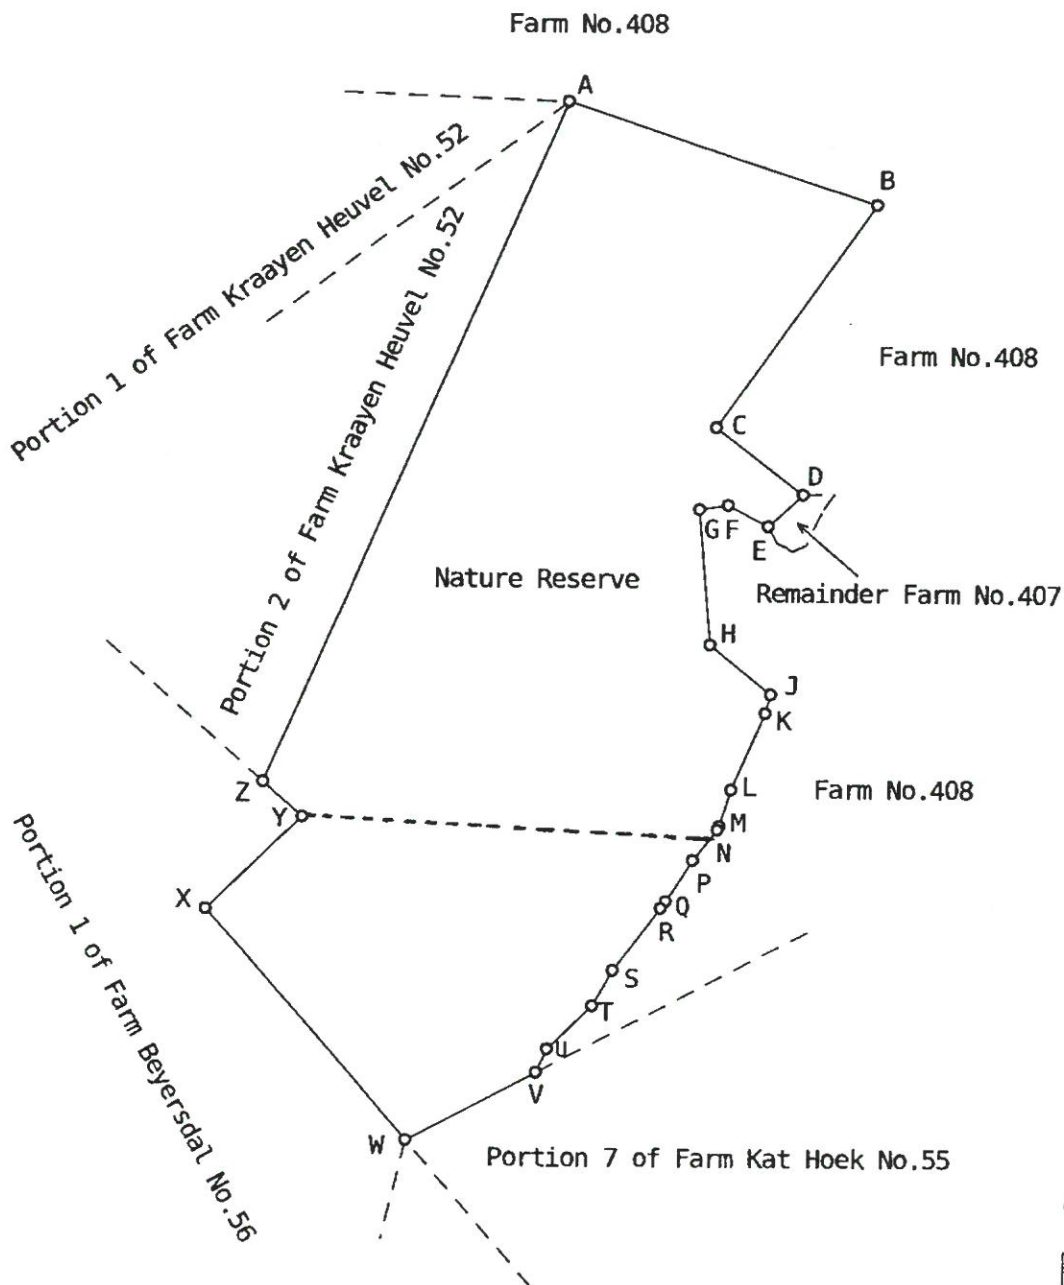 Farm No.408
A
Portion 1 of Farm Kraayen Heuvel No.52
B
Portion 2 of Farm Kraayen Heuvel No.52
Farm No.408
C
D
G F
E
Nature Reserve
Remainder Farm No.407
H
J
K
Z
L
Farm No.408
Y
M
N
P
X
Q
R
S
T
U
V
Portion 1 of Farm Beyersdal No.56
W
Portion 7 of Farm Kat Hoek No.55